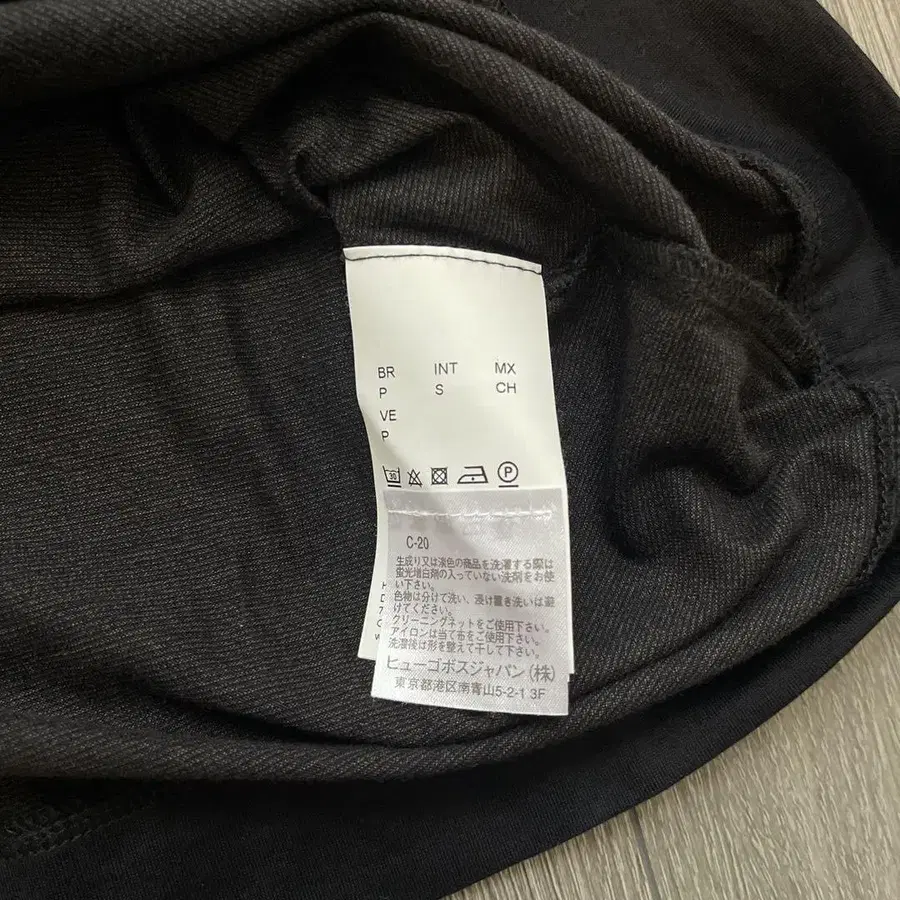 BR INT MX
P S CH
VE
P
30 P
C-20
生成り又は淡色の商品を洗濯する際は
蛍光増白剤の入っていない洗剤をお使
い下さい。
色物は分けて洗い、浸け置き洗いは避
けてください。
クリーニングネットをご使用下さい。
アイロンは当て布をご使用下さい。
洗濯後は形を整えて干して下さい。
ヒューゴボスジャパン(株)
東京都港区南青山5-2-1 3F